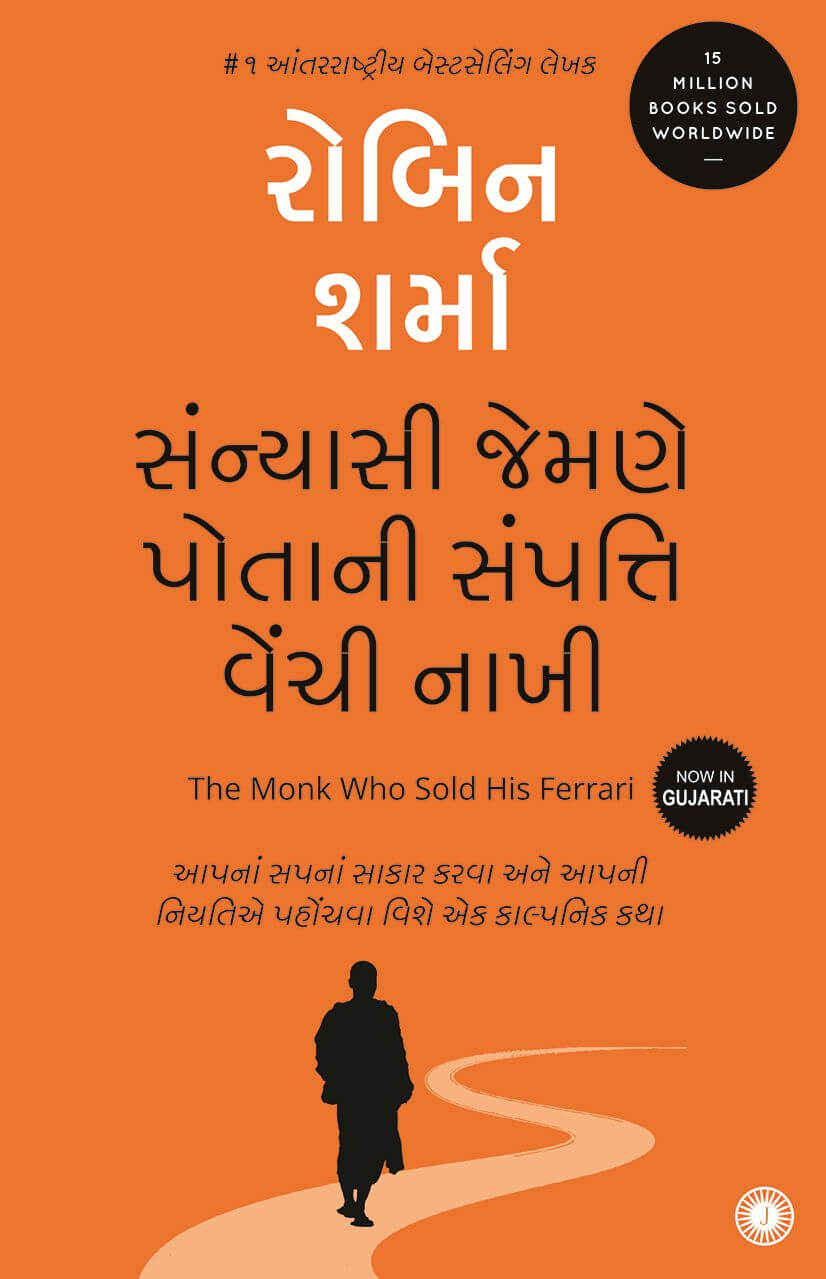 # ૧ આંતરરાષ્ટ્રીય બેસ્ટસેલિંગ લેખક
15
MILLION
BOOKS SOLD
WORLDWIDE
રોબિન
શર્મા
સંન્યાસી જેમણે
પોતાની સંપત્તિ
વેંચી નાખી
The Monk Who Sold His Ferrari
NOW IN
GUJARATI
આપનાં સપનાં સાકાર કરવા અને આપની
નિયતિએ પહોંચવા વિશે એક કાલ્પનિક કથા
J